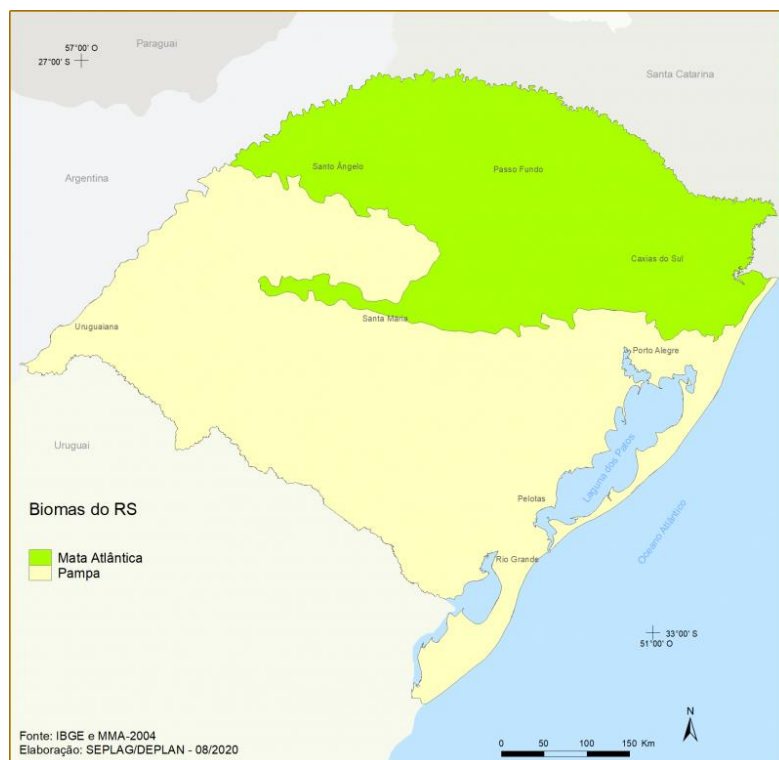 Paraguai
57°00' O
27°00' S
Santa Catarina
Argentina
Santo Ângelo
Passo Fundo
Caxias do Sul
Santa Maria
Uruguaiana
Porto Alegre
Uruguai
Laguna dos Patos
Pelotas
Oceano Atlântico
Biomas do RS
Mata Atlântica
Pampa
Rio Grande
33°00' S
51°00' O
N
Fonte: IBGE e MMA-2004
Elaboração: SEPLAG/DEPLAN - 08/2020
0 50 100 150 Km